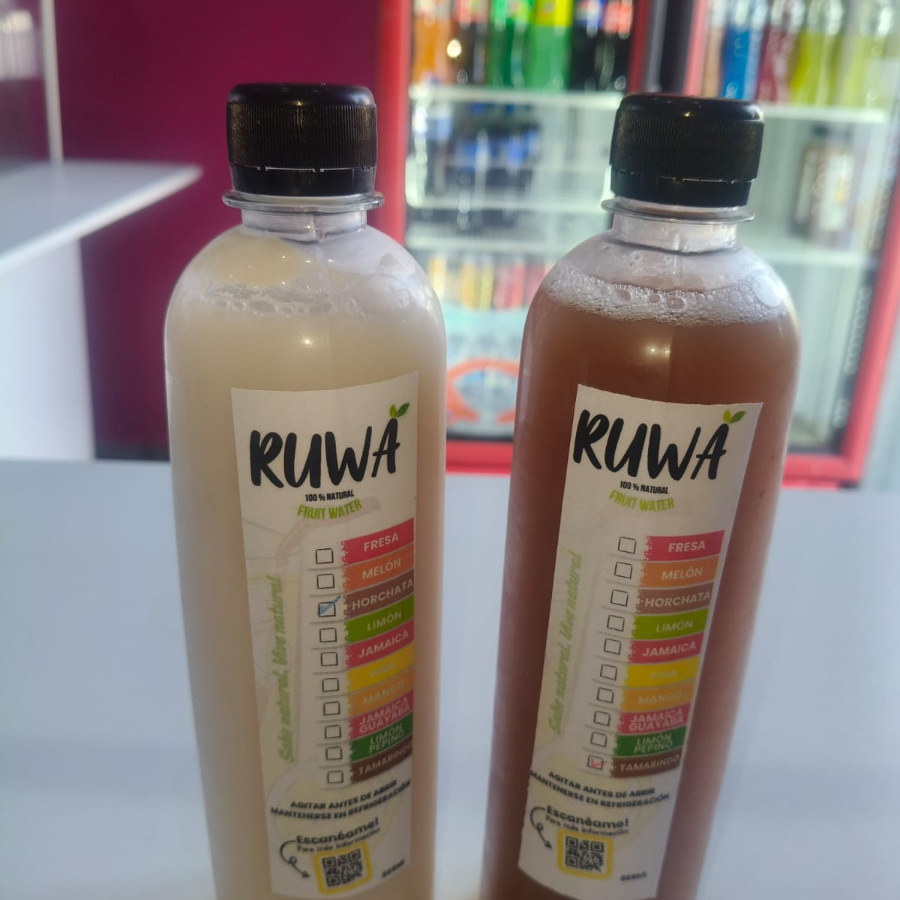 RUWA
100 % NATURAL
FRUIT WATER
Sabe natural, Vive natural
FRESA
MELÓN
HORCHATA
LIMÓN
JAMAICA
PIÑA
MANGO
JAMAICA
GUAYABA
LIMÓN
PEPINO
TAMARINDO
AGITAR ANTES DE ABRIR
MANTENERSE EN REFRIGERACIÓN
Escanéame!
Para más información
RUWA
100 % NATURAL
FRUIT WATER
Sabe natural, Vive natural
FRESA
MELÓN
HORCHATA
LIMÓN
JAMAICA
PIÑA
MANGO
JAMAICA
GUAYABA
LIMÓN
PEPINO
TAMARINDO
AGITAR ANTES DE ABRIR
MANTENERSE EN REFRIGERACIÓN
Escanéame!
Para más información